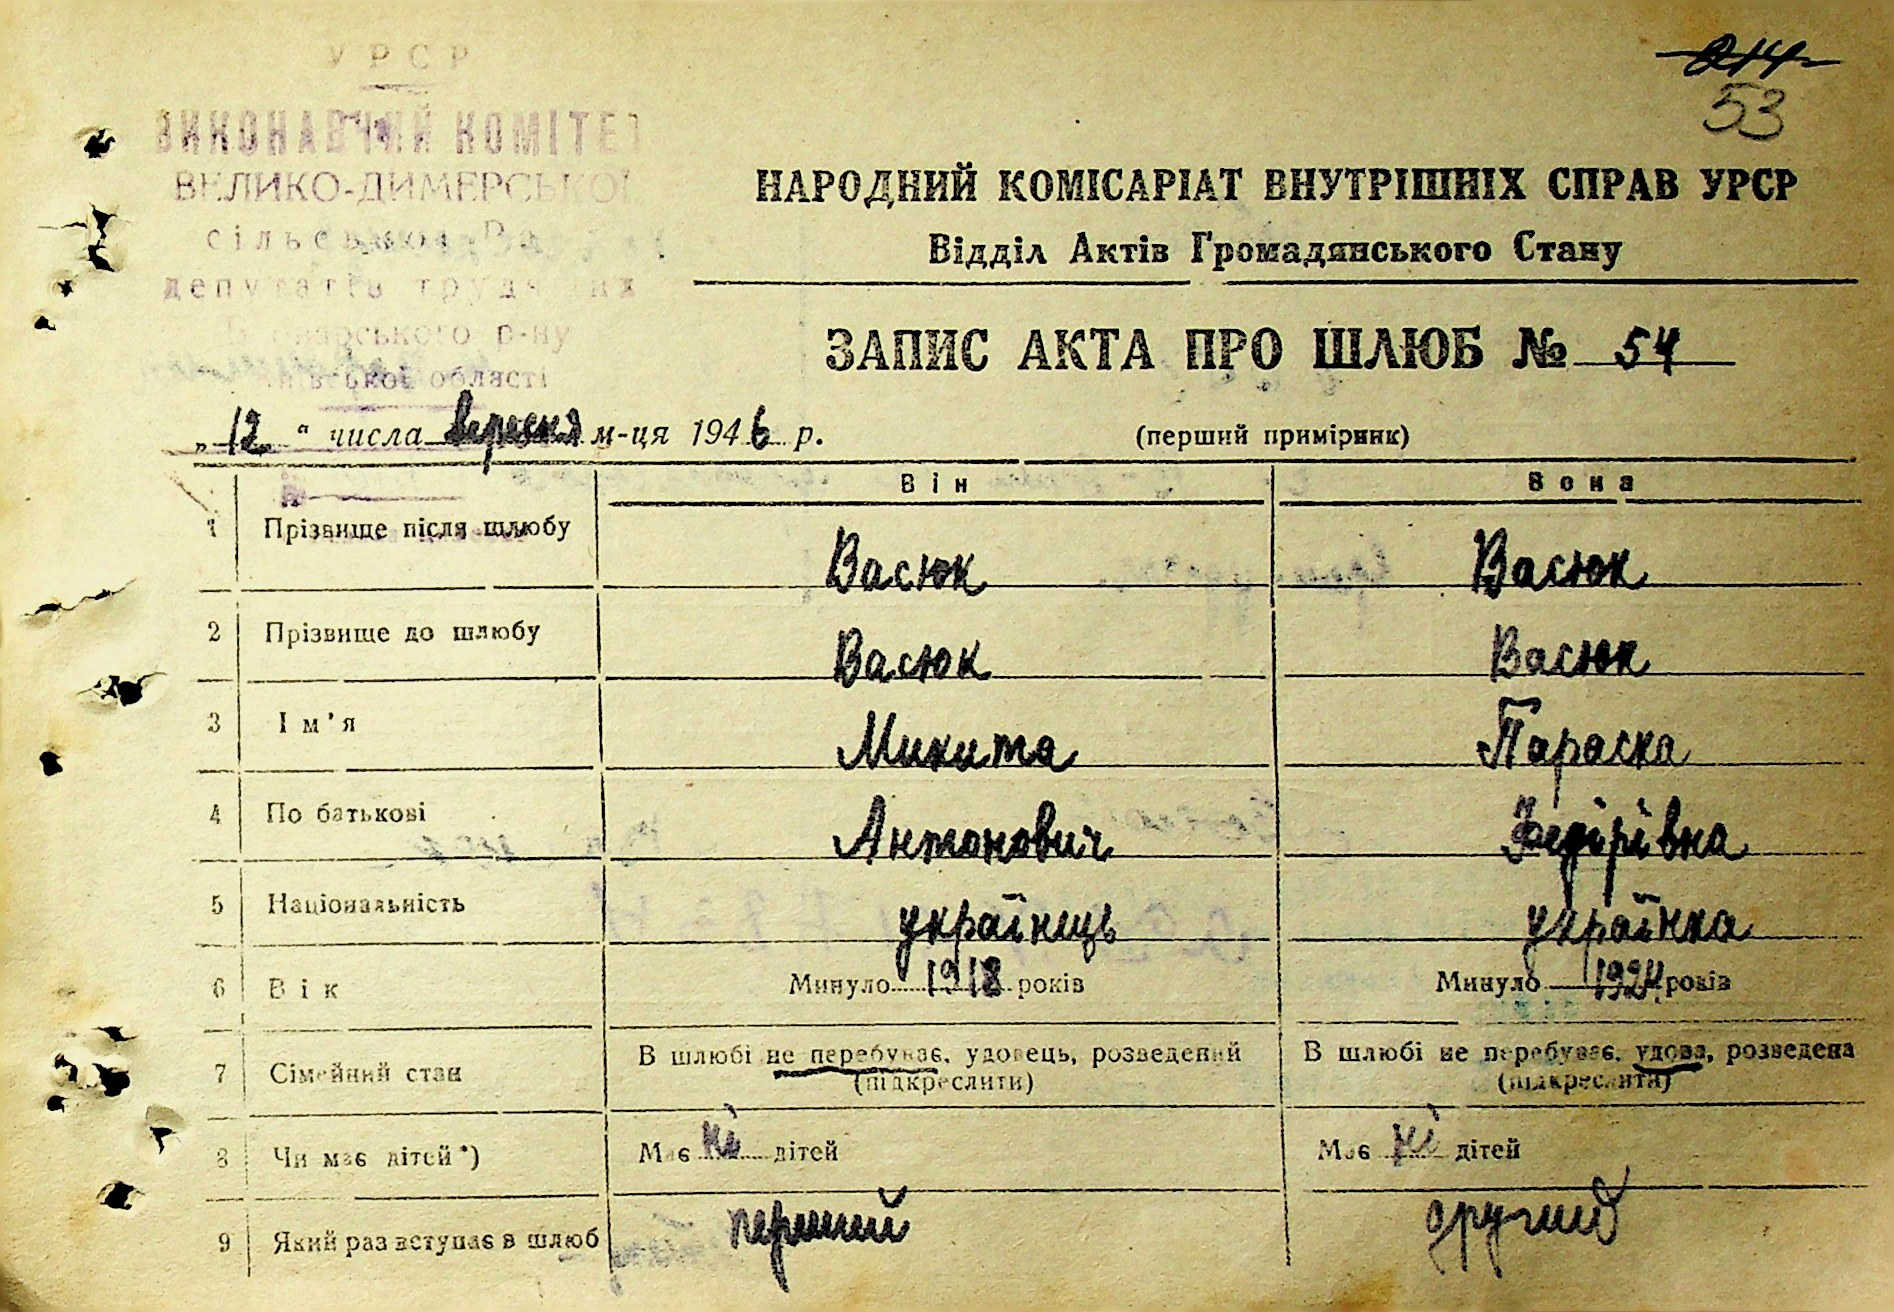 214
53
УРСР
ВИКОНАВЧИЙ КОМІТЕТ
ВЕЛИКО-ДИМЕРСЬКОЇ
сільської Ра
депутатів трудящих
Броварського р-ну
Київської області
НАРОДНИЙ КОМІСАРІАТ ВНУТРІШНІХ СПРАВ УРСР
Відділ Актів Громадянського Стану
ЗАПИС АКТА ПРО ШЛЮБ № 54
„12" числа вересня м-ця 1946 р. (перший примірник)
Він Вона
1 Прізвище після шлюбу Васюк Васюк
2 Прізвище до шлюбу Васюк Васюк
3 Ім'я Микита Параска
4 По батькові Антонович Федірівна
5 Національність українець українка
6 Вік Минуло 1918 років Минуло 1924 років
7 Сімейний стан В шлюбі не перебуває, удовець, розведений В шлюбі не перебуває, удова, розведена
(підкреслити) (підкреслити)
8 Чи має дітей*) Має ні дітей Має ні дітей
9 Який раз вступає в шлюб перший другий